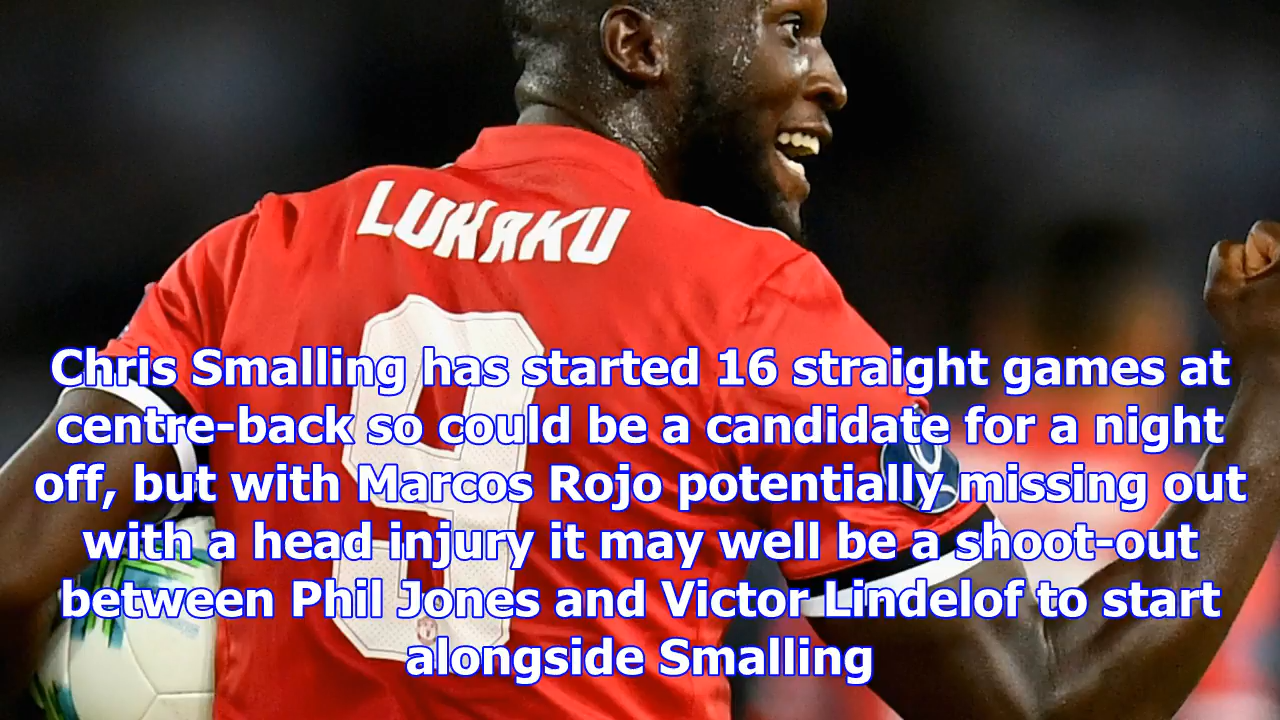 LUKAKU
9
Chris Smalling has started 16 straight games at
centre-back so could be a candidate for a night
off, but with Marcos Rojo potentially missing out
with a head injury it may well be a shoot-out
between Phil Jones and Victor Lindelof to start
alongside Smalling